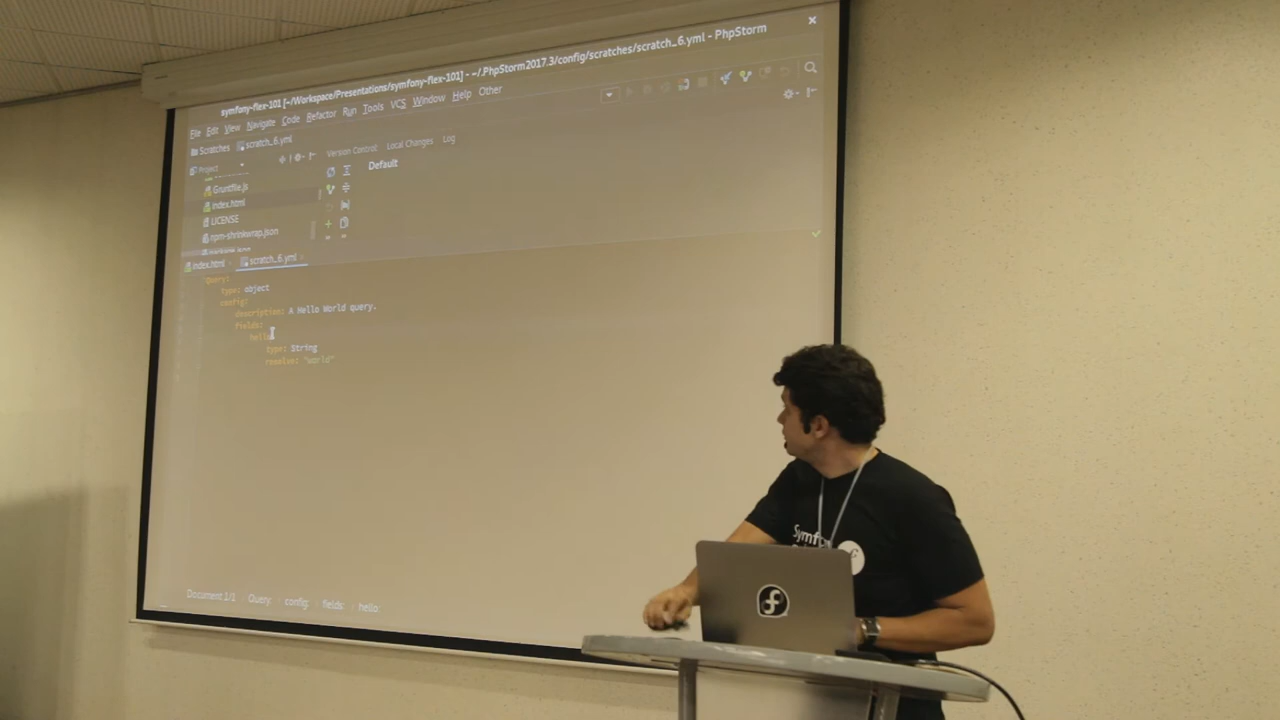 symfony-flex-101 [~/Workspace/Presentations/symfony-flex-101] - ~/.PhpStorm2017.3/config/scratches/scratch_6.yml - PhpStorm
File Edit View Navigate Code Refactor Run Tools VCS Window Help Other
Scratches scratch_6.yml
Project
Version Control: Local Changes Log
Default
Gruntfile.js
index.html
LICENSE
npm-shrinkwrap.json
index.html scratch_6.yml
Query:
type: object
config:
description: A Hello World query.
fields:
hello
type: String
resolve: "world"
Document 1/1 Query: config: fields: hello:
Symf